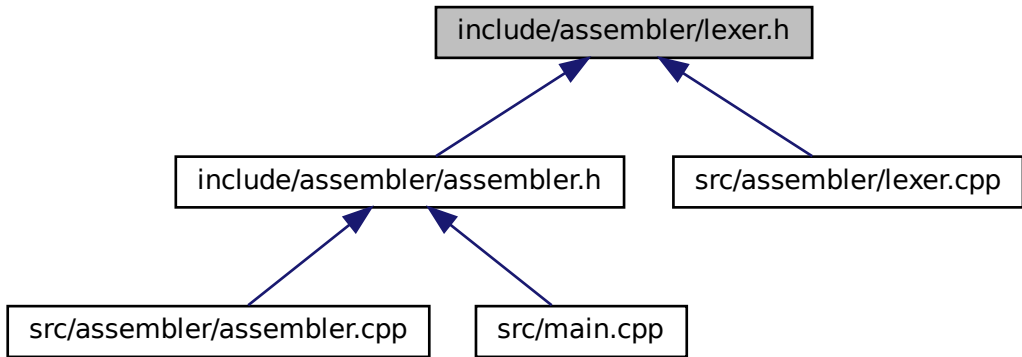 include/assembler/lexer.h
include/assembler/assembler.h
src/assembler/lexer.cpp
src/assembler/assembler.cpp
src/main.cpp